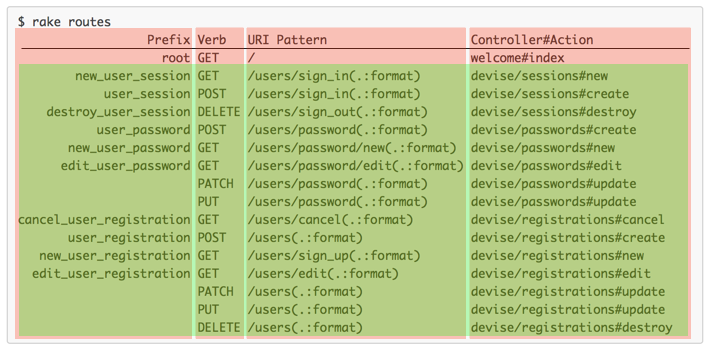 $ rake routes
Prefix Verb URI Pattern Controller#Action
root GET / welcome#index
new_user_session GET /users/sign_in(.:format) devise/sessions#new
user_session POST /users/sign_in(.:format) devise/sessions#create
destroy_user_session DELETE /users/sign_out(.:format) devise/sessions#destroy
user_password POST /users/password(.:format) devise/passwords#create
new_user_password GET /users/password/new(.:format) devise/passwords#new
edit_user_password GET /users/password/edit(.:format) devise/passwords#edit
PATCH /users/password(.:format) devise/passwords#update
PUT /users/password(.:format) devise/passwords#update
cancel_user_registration GET /users/cancel(.:format) devise/registrations#cancel
user_registration POST /users(.:format) devise/registrations#create
new_user_registration GET /users/sign_up(.:format) devise/registrations#new
edit_user_registration GET /users/edit(.:format) devise/registrations#edit
PATCH /users(.:format) devise/registrations#update
PUT /users(.:format) devise/registrations#update
DELETE /users(.:format) devise/registrations#destroy